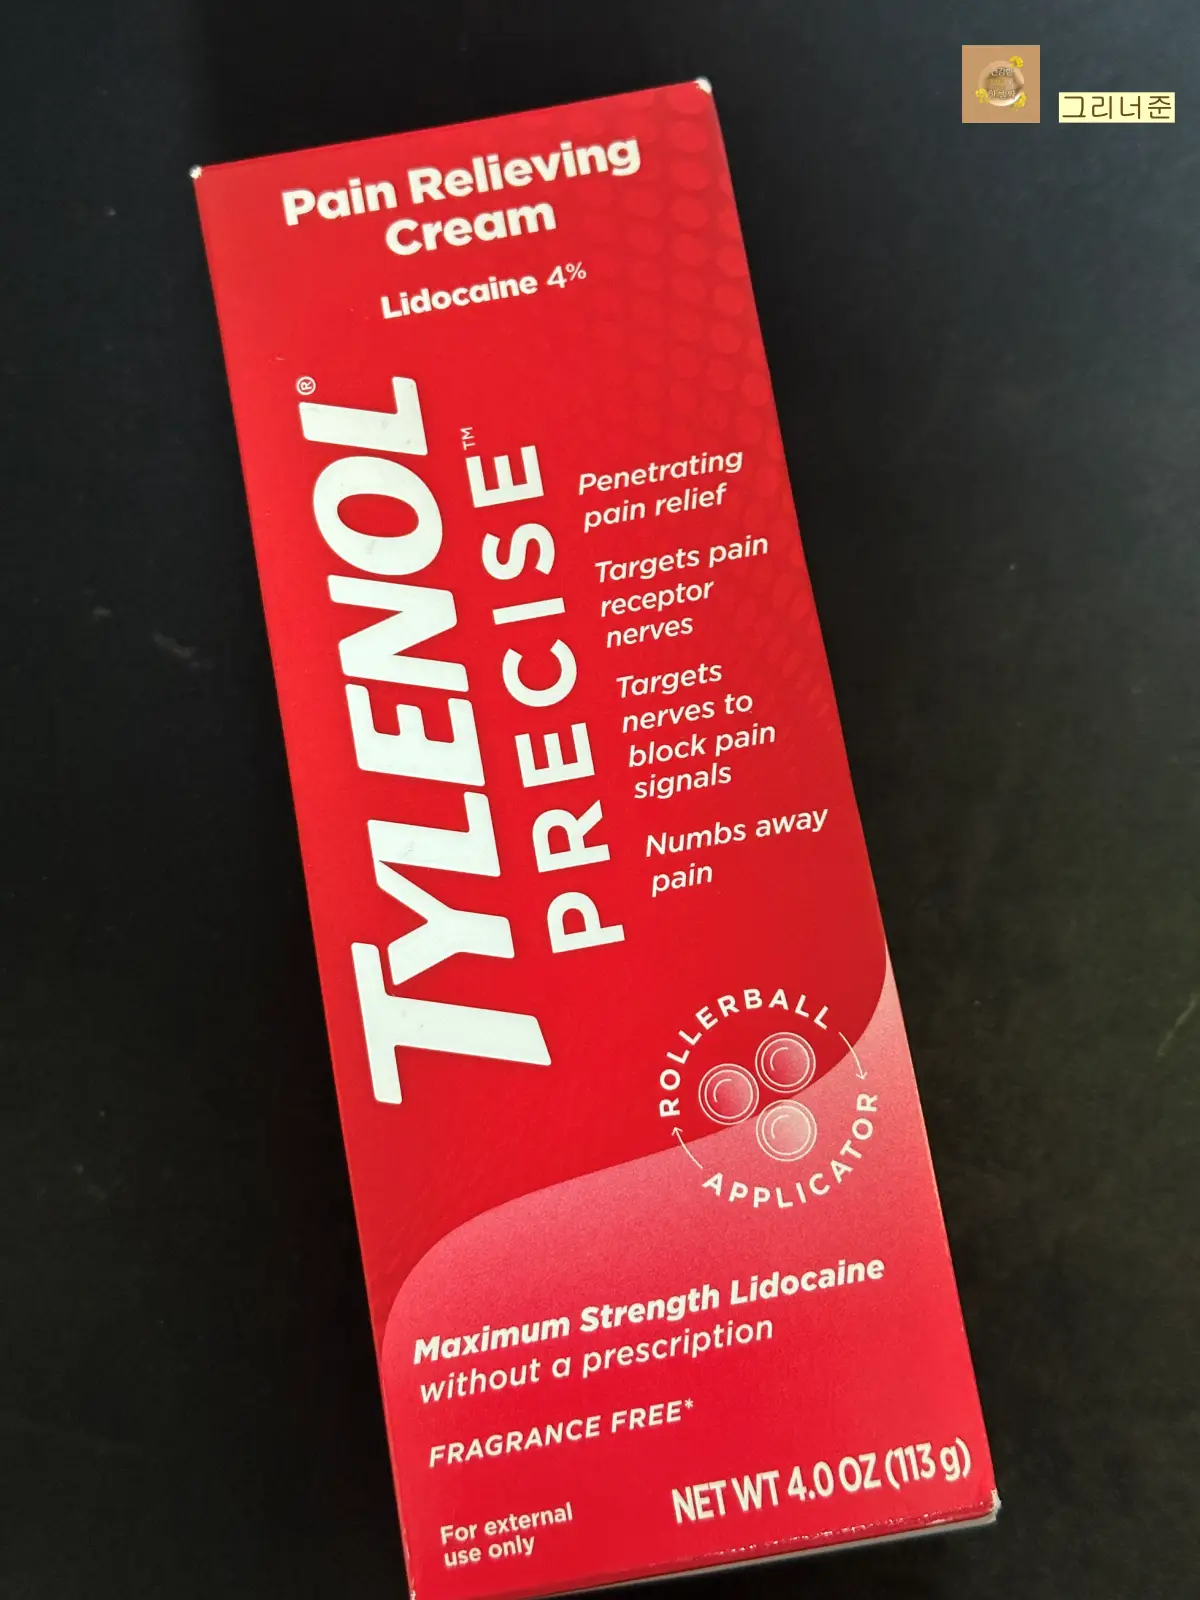 그리너준
Pain Relieving
Cream
Lidocaine 4%
TYLENOL®
PRECISE™
Penetrating
pain relief
Targets pain
receptor
nerves
Targets
nerves to
block pain
signals
Numbs away
pain
ROLLERBALL
APPLICATOR
Maximum Strength Lidocaine
without a prescription
FRAGRANCE FREE*
For external
use only
NET WT 4.0 OZ (113 g)